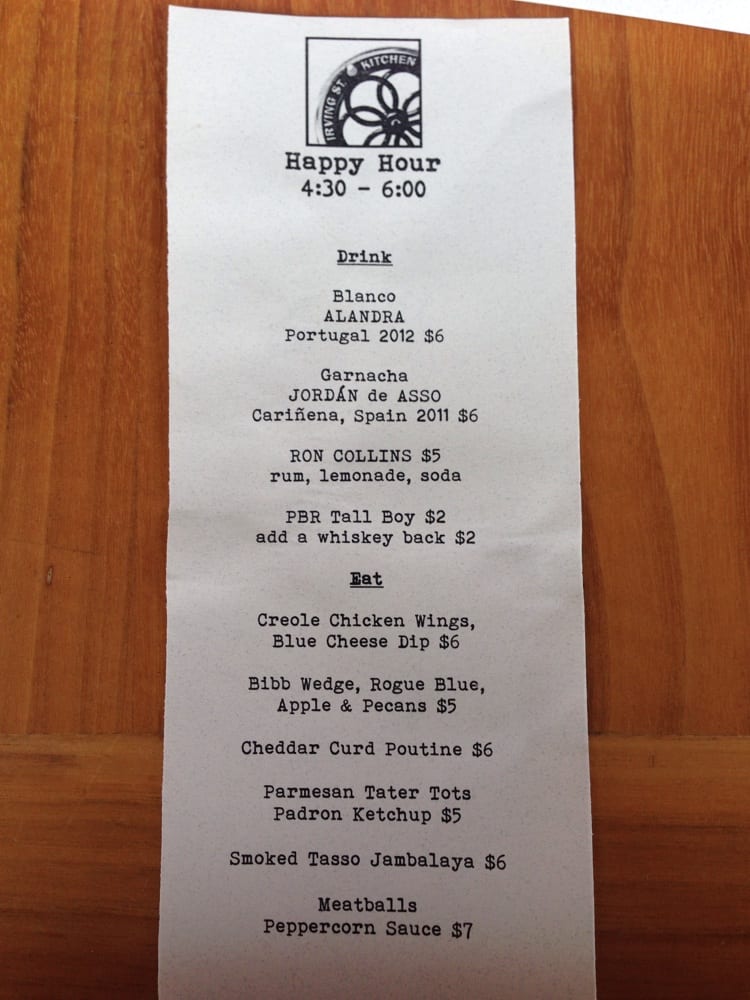 IRVING ST. KITCHEN
Happy Hour
4:30 - 6:00
Drink
Blanco
ALANDRA
Portugal 2012 $6
Garnacha
JORDÁN de ASSO
Cariñena, Spain 2011 $6
RON COLLINS $5
rum, lemonade, soda
PBR Tall Boy $2
add a whiskey back $2
Eat
Creole Chicken Wings,
Blue Cheese Dip $6
Bibb Wedge, Rogue Blue,
Apple & Pecans $5
Cheddar Curd Poutine $6
Parmesan Tater Tots
Padron Ketchup $5
Smoked Tasso Jambalaya $6
Meatballs
Peppercorn Sauce $7